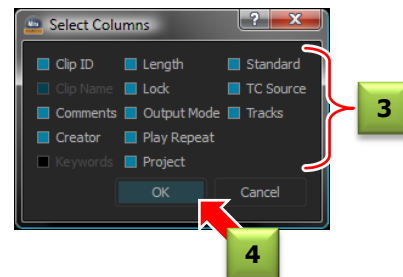 Select Columns
? X
Clip ID Length Standard
Clip Name Lock TC Source
Comments Output Mode Tracks
Creator Play Repeat
Keywords Project
3
OK Cancel
4